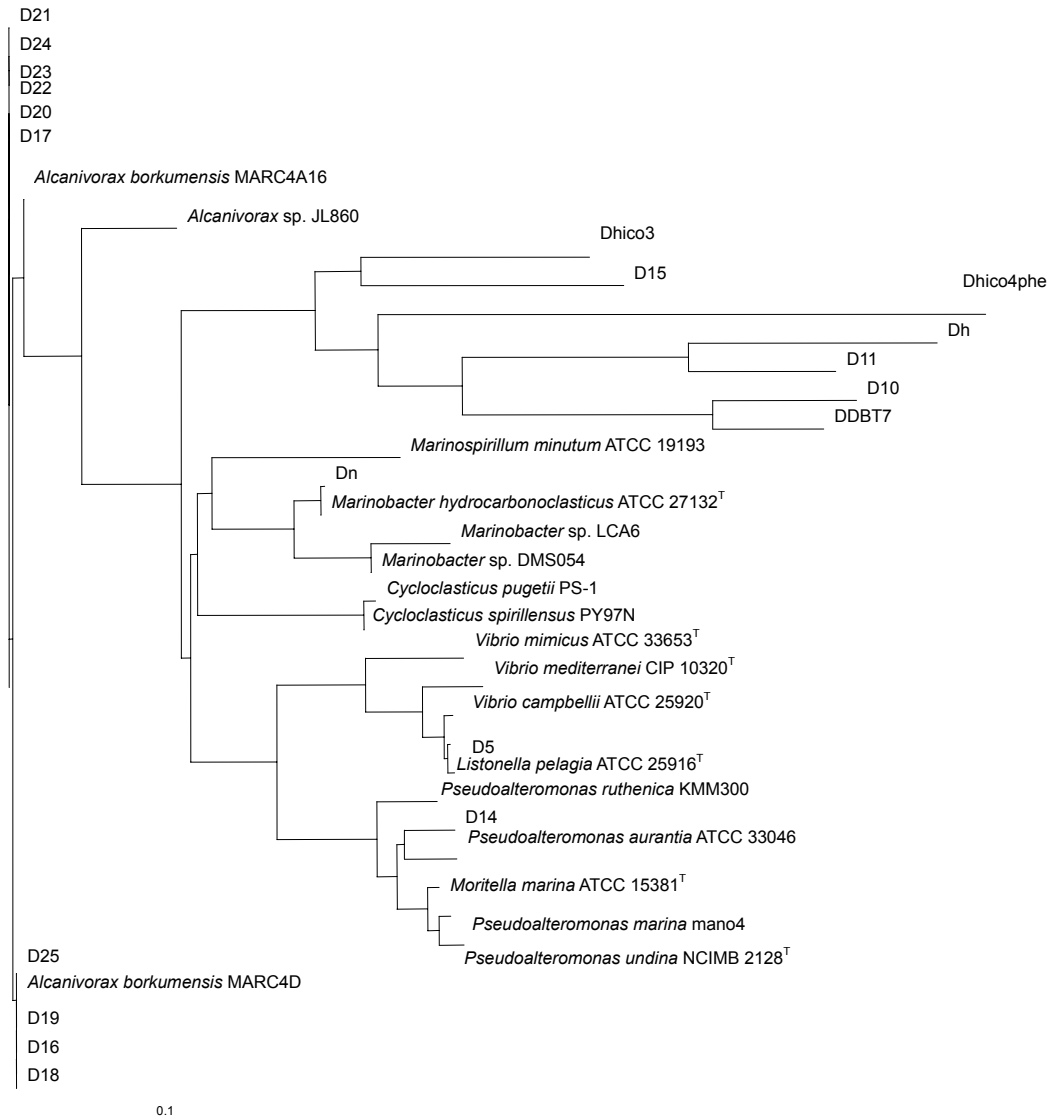 D21
D24
D23
D22
D20
D17
Alcanivorax borkumensis MARC4A16
Alcanivorax sp. JL860
Dhico3
D15
Dhico4phe
Dh
D11
D10
DDBT7
Marinospirillum minutum ATCC 19193
Dn
Marinobacter hydrocarbonoclasticus ATCC 27132T
Marinobacter sp. LCA6
Marinobacter sp. DMS054
Cycloclasticus pugetii PS-1
Cycloclasticus spirillensus PY97N
Vibrio mimicus ATCC 33653T
Vibrio mediterranei CIP 10320T
Vibrio campbellii ATCC 25920T
D5
Listonella pelagia ATCC 25916T
Pseudoalteromonas ruthenica KMM300
D14
Pseudoalteromonas aurantia ATCC 33046
Moritella marina ATCC 15381T
Pseudoalteromonas marina mano4
Pseudoalteromonas undina NCIMB 2128T
D25
Alcanivorax borkumensis MARC4D
D19
D16
D18
0.1